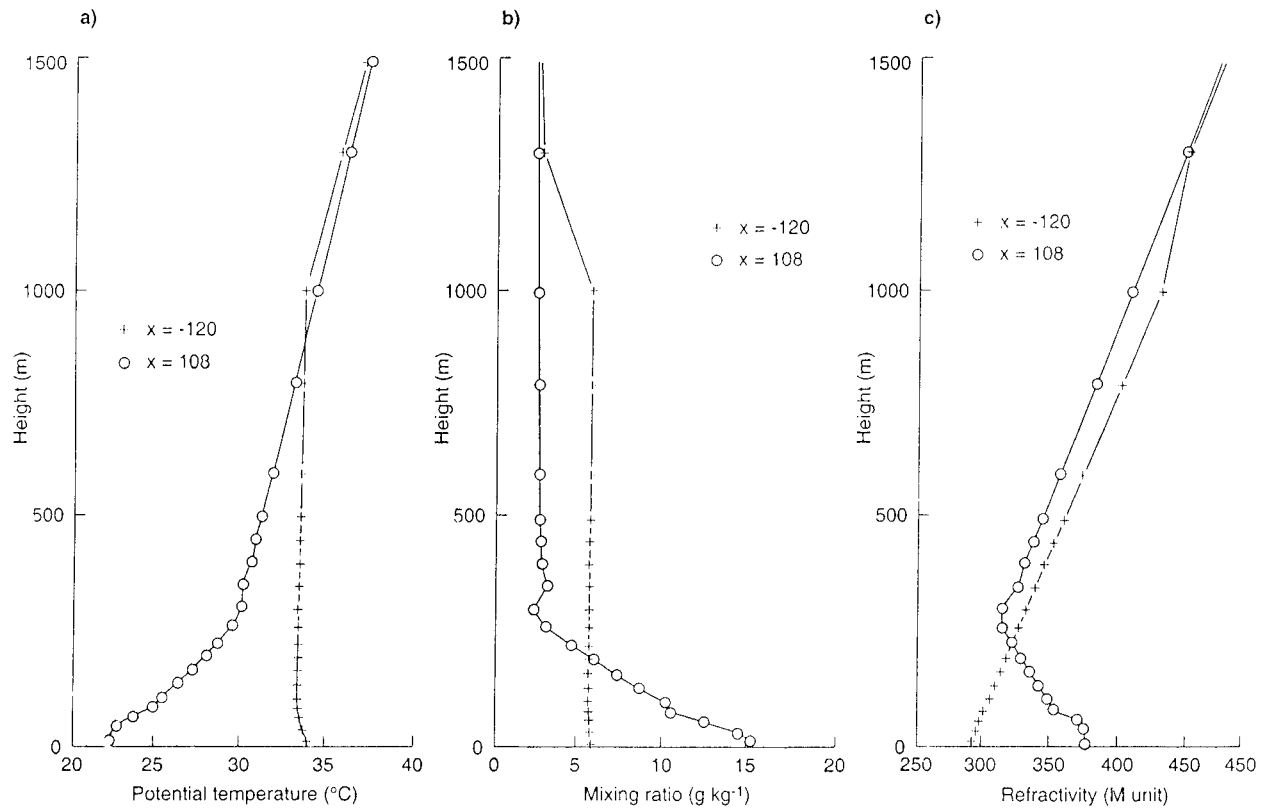 a)
1500
1000
500
0
20
25
30
35
40
Height (m)
Potential temperature (°C)
+ x = -120
○ x = 108
b)
1500
1000
500
0
0
5
10
15
20
Height (m)
Mixing ratio (g kg⁻¹)
+ x = -120
○ x = 108
c)
1500
1000
500
0
250
300
350
400
450
450
Height (m)
Refractivity (M unit)
+ x = -120
○ x = 108